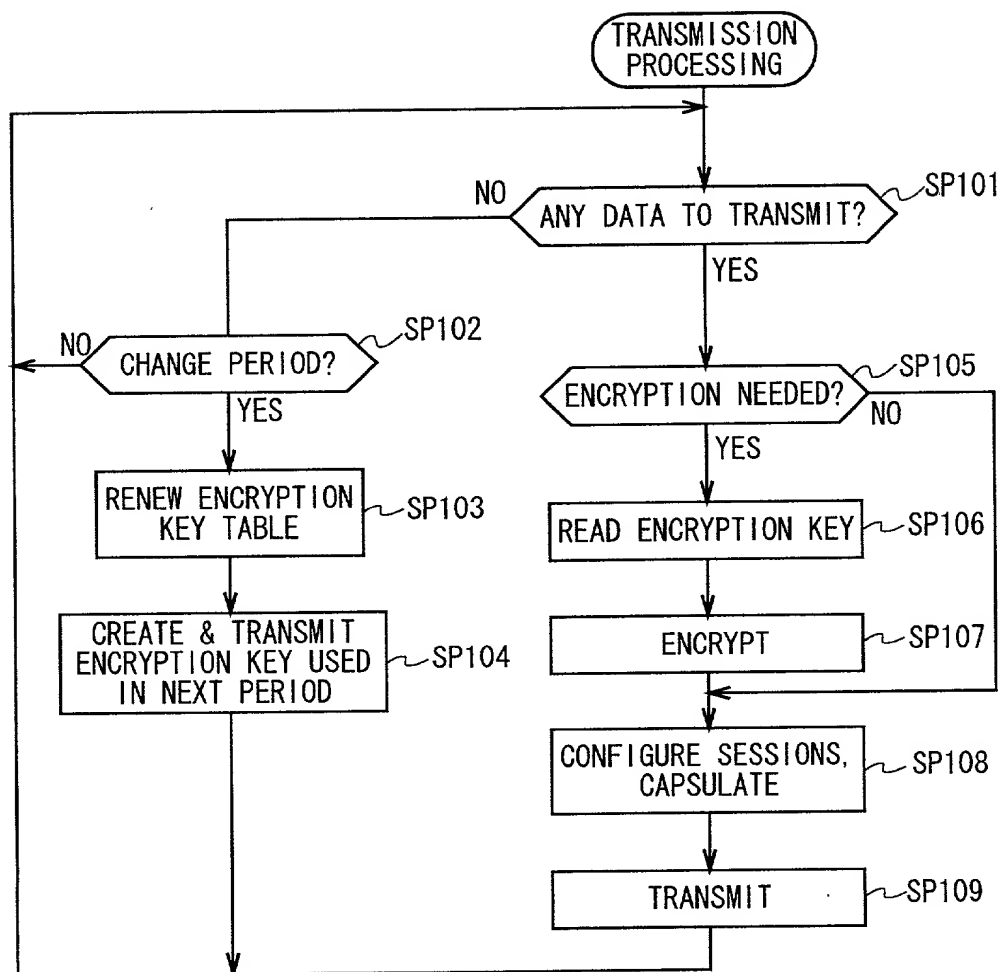 TRANSMISSION
PROCESSING
NO
ANY DATA TO TRANSMIT?
SP101
YES
NO
CHANGE PERIOD?
SP102
YES
ENCRYPTION NEEDED?
SP105
NO
YES
RENEW ENCRYPTION
KEY TABLE
SP103
READ ENCRYPTION KEY
SP106
CREATE & TRANSMIT
ENCRYPTION KEY USED
IN NEXT PERIOD
SP104
ENCRYPT
SP107
CONFIGURE SESSIONS,
CAPSULATE
SP108
TRANSMIT
SP109